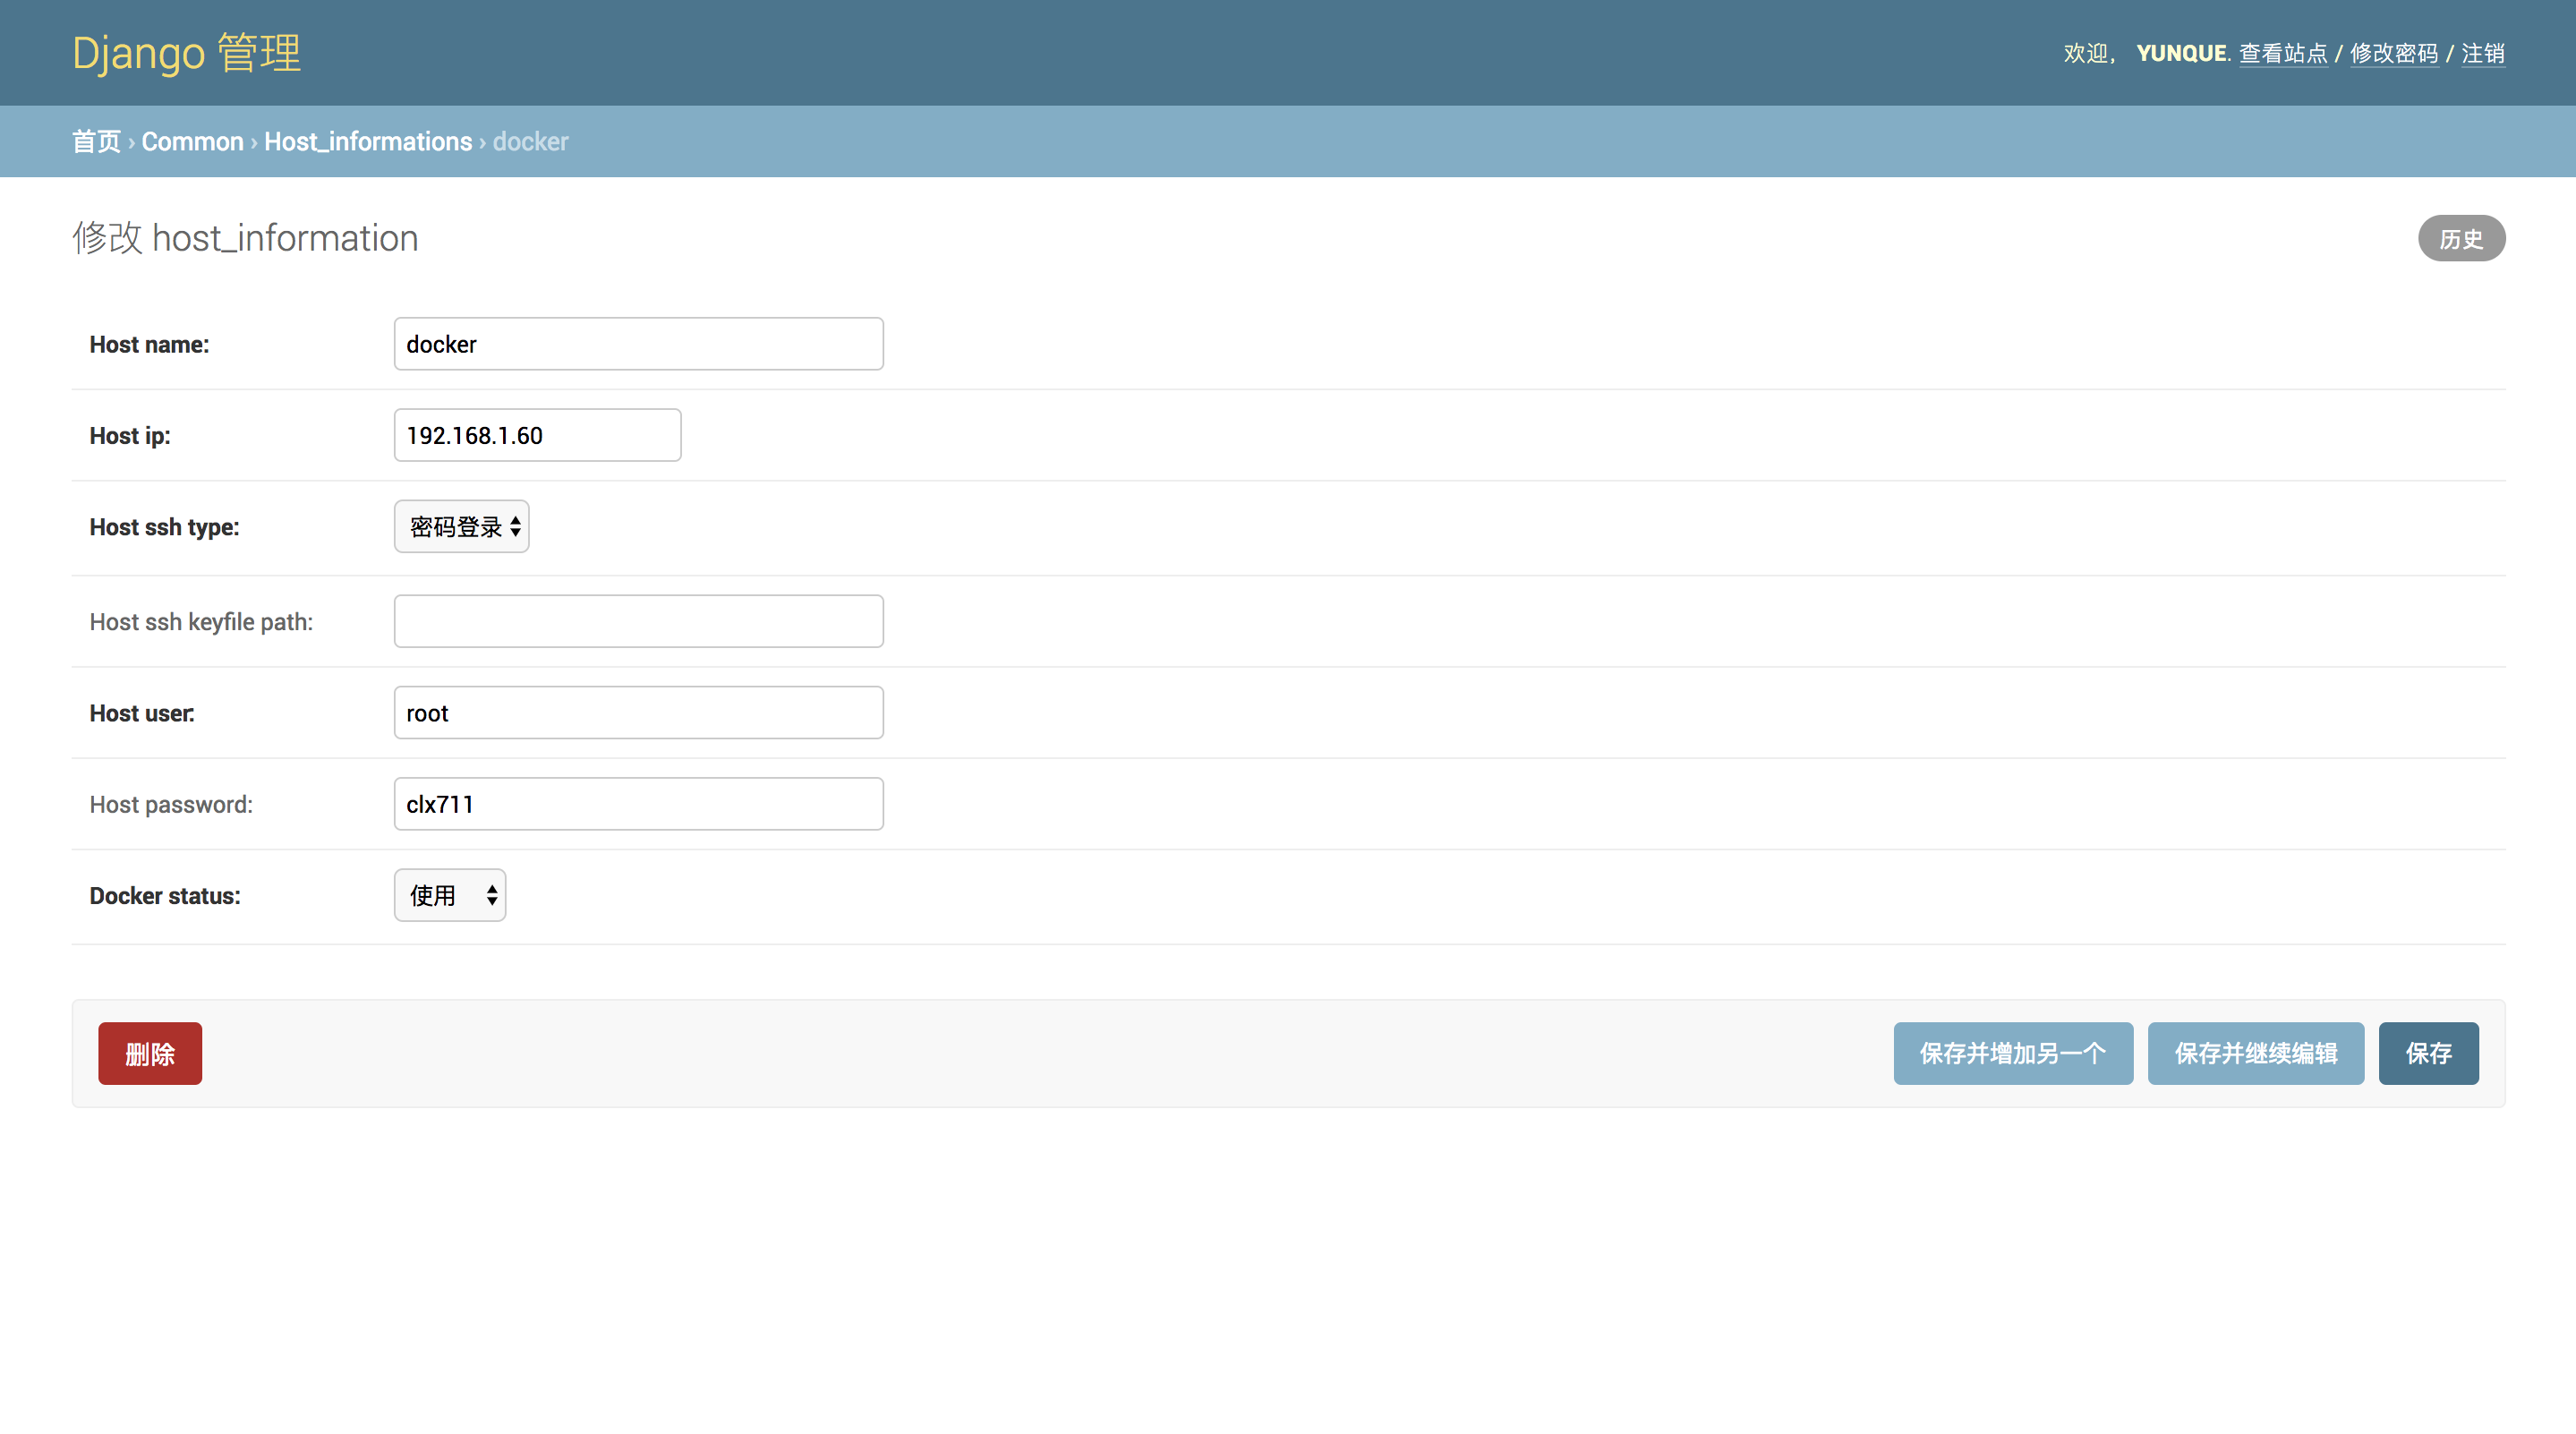 Django 管理
欢迎， YUNQUE. 查看站点 / 修改密码 / 注销
首页 › Common › Host_informations › docker
修改 host_information
历史
Host name: docker
Host ip: 192.168.1.60
Host ssh type: 密码登录
Host ssh keyfile path:
Host user: root
Host password: clx711
Docker status: 使用
删除 保存并增加另一个 保存并继续编辑 保存